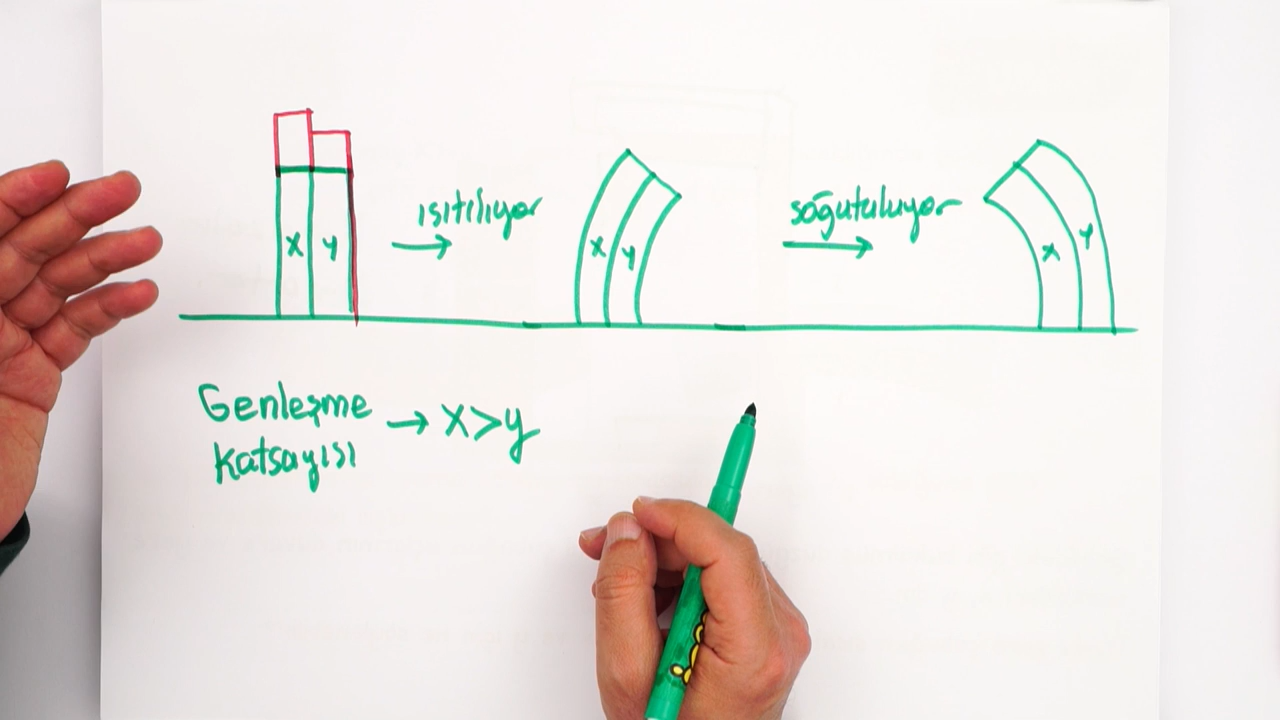 X Y
ısıtılıyor
X Y
soğutuluyor
X Y
Genleşme
Katsayısı → X>y